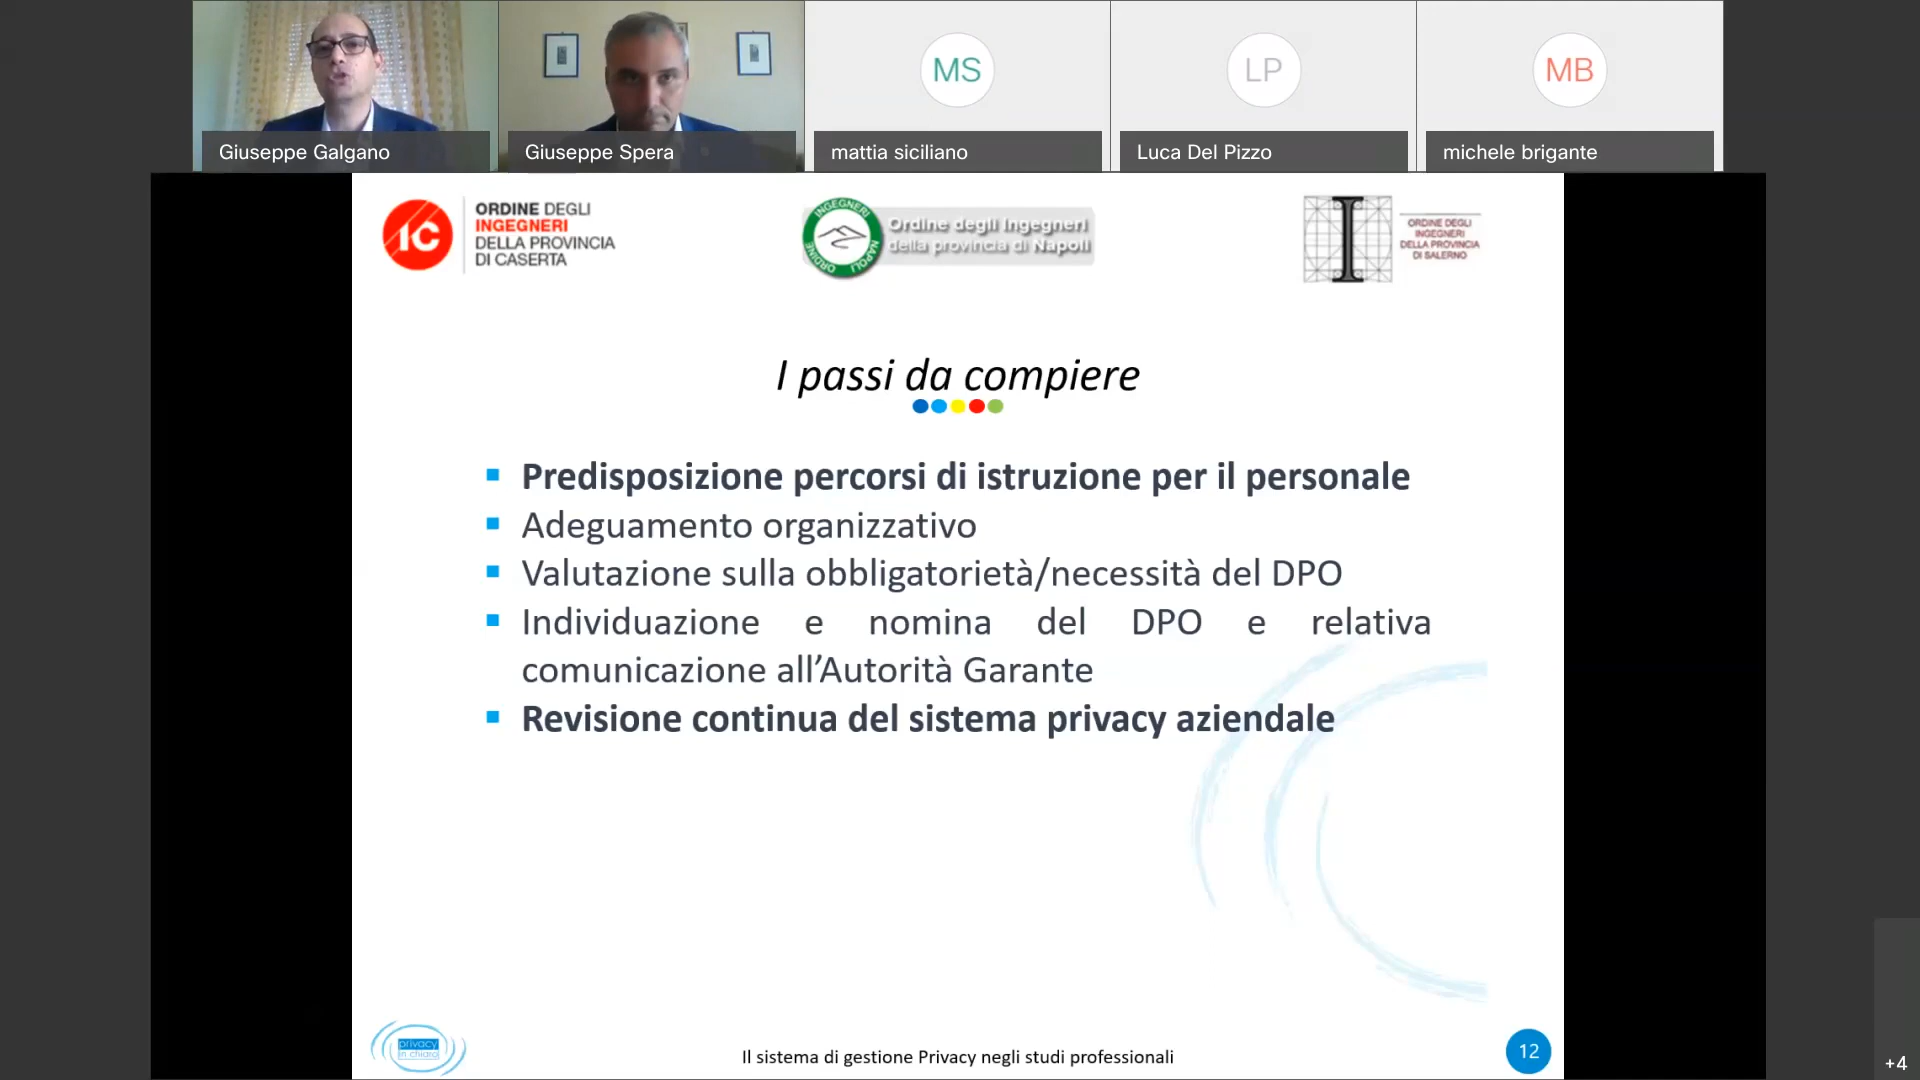 MS
LP
MB
Giuseppe Galgano
Giuseppe Spera
mattia siciliano
Luca Del Pizzo
michele brigante
IC
ORDINE DEGLI
INGEGNERI
DELLA PROVINCIA
DI CASERTA
INGEGNERI
NAPOLI
ORDINE
Ordine degli Ingegneri
della provincia di Napoli
I
ORDINE DEGLI
INGEGNERI
DELLA PROVINCIA
DI SALERNO
I passi da compiere
Predisposizione percorsi di istruzione per il personale
Adeguamento organizzativo
Valutazione sulla obbligatorietà/necessità del DPO
Individuazione e nomina del DPO e relativa
comunicazione all’Autorità Garante
Revisione continua del sistema privacy aziendale
privacy
in chiaro
Il sistema di gestione Privacy negli studi professionali
12
+4